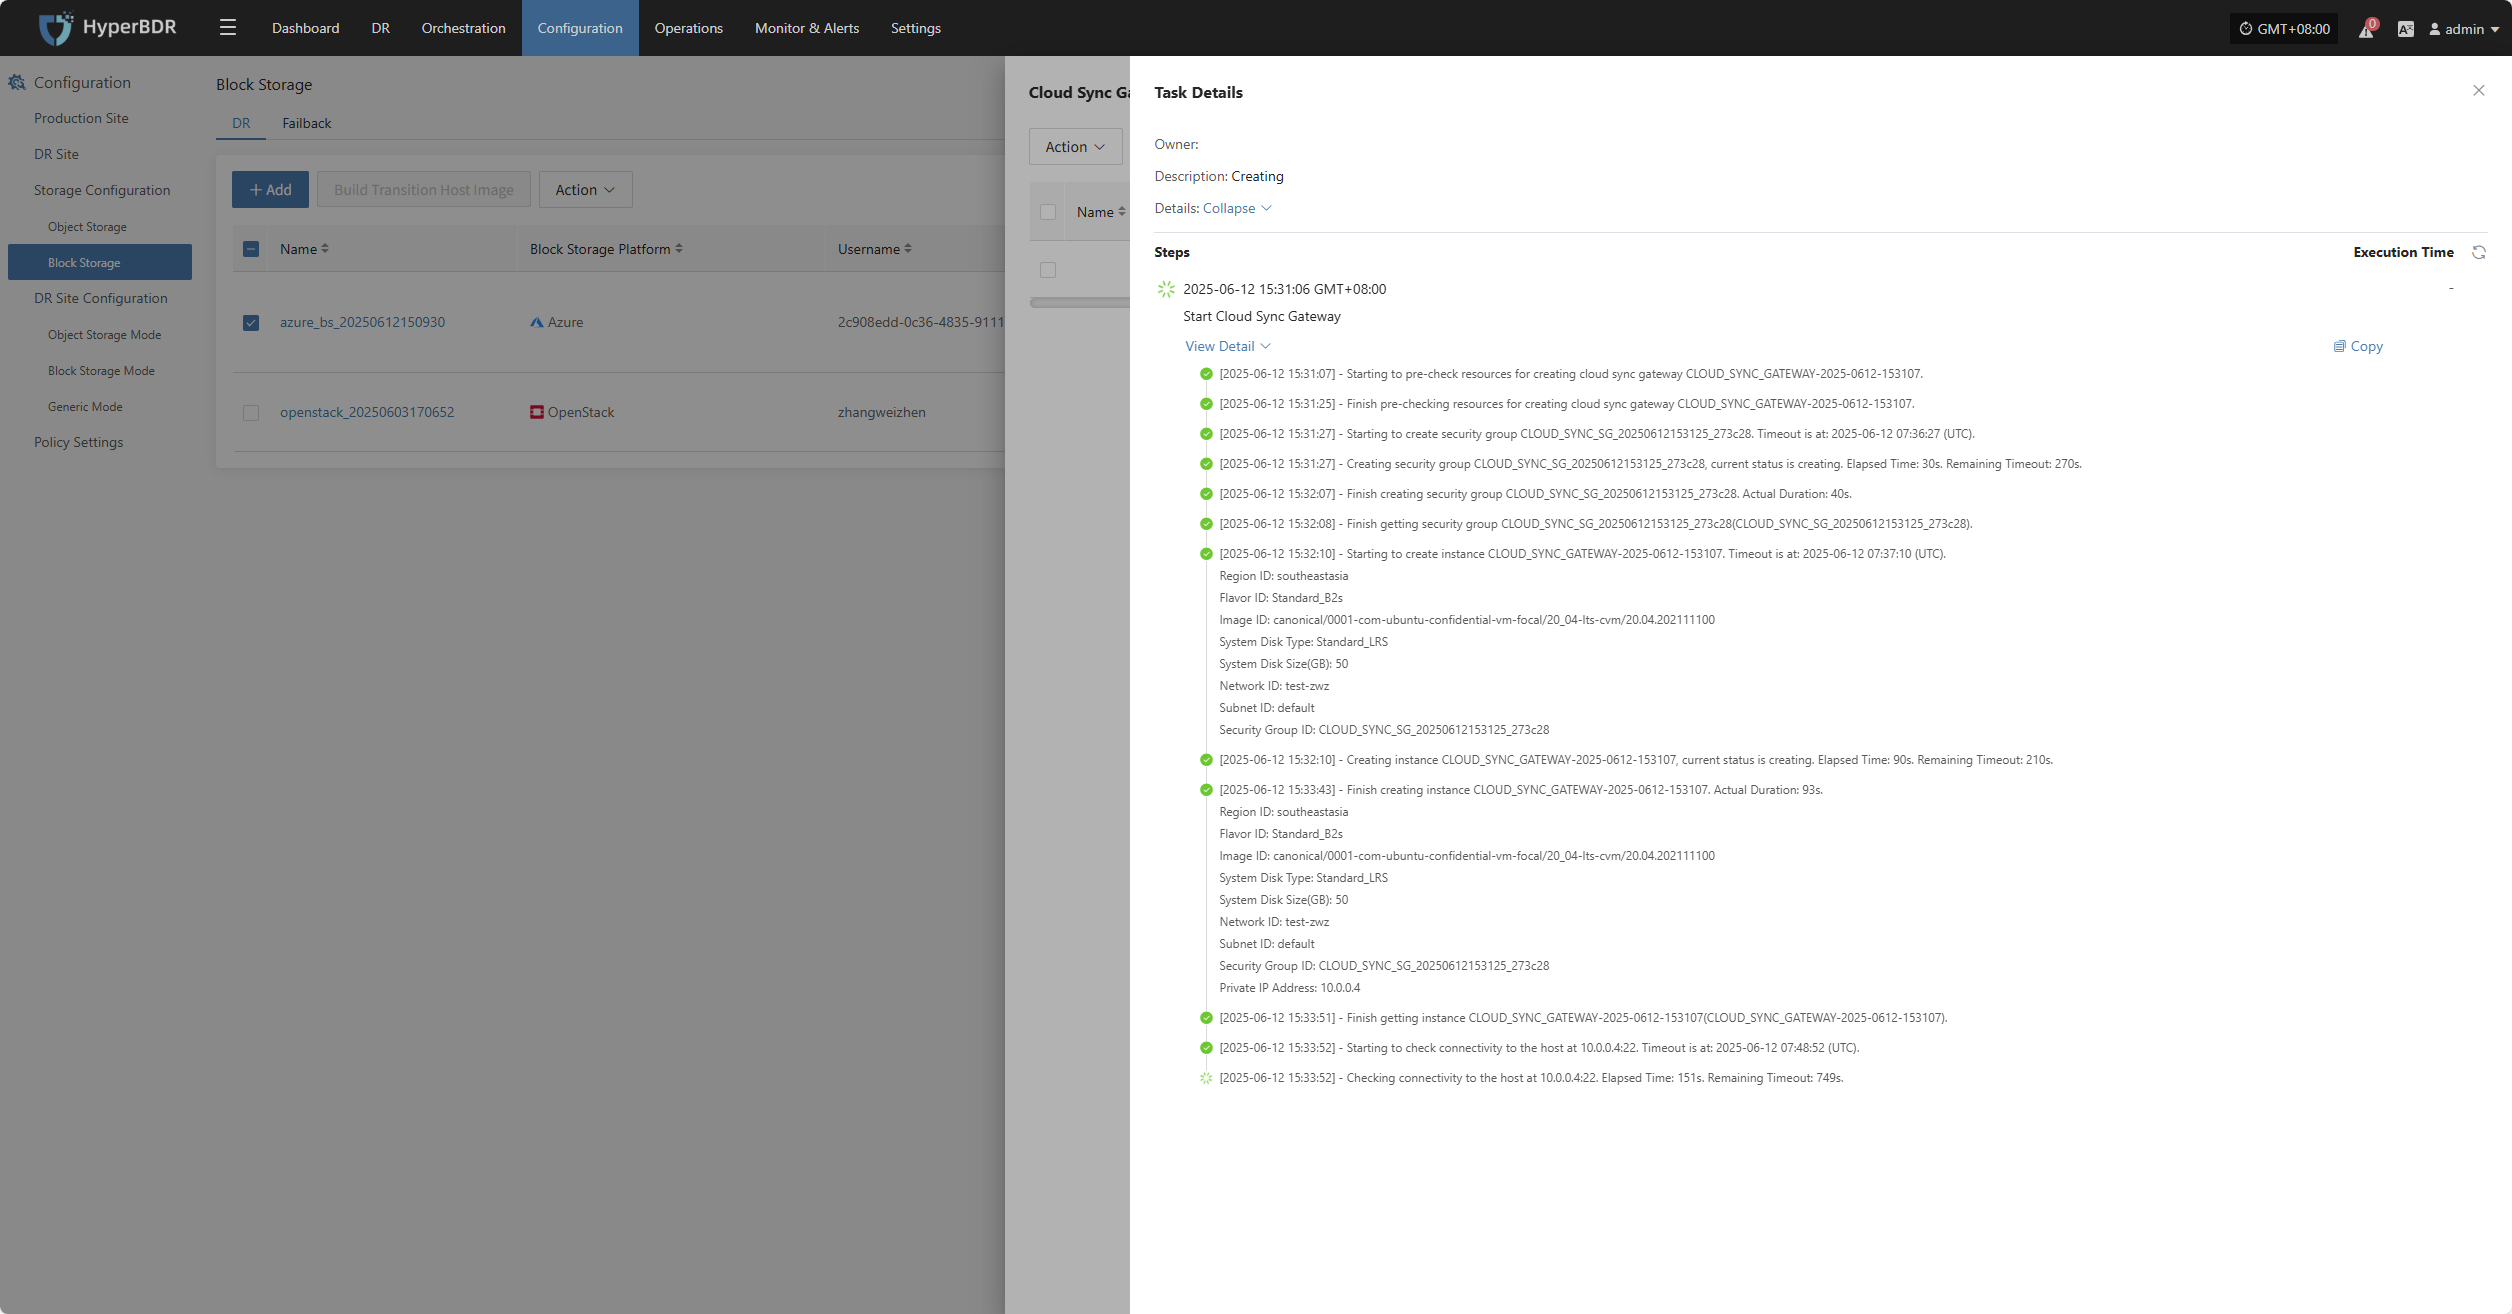 HyperBDR
Dashboard
DR
Orchestration
Configuration
Operations
Monitor & Alerts
Settings
GMT+08:00
0
admin
Configuration
Production Site
DR Site
Storage Configuration
Object Storage
Block Storage
DR Site Configuration
Object Storage Mode
Block Storage Mode
Generic Mode
Policy Settings
Block Storage
DR
Failback
+ Add
Build Transition Host Image
Action
Name
Block Storage Platform
Username
azure_bs_20250612150930
Azure
2c908edd-0c36-4835-9111
openstack_20250603170652
OpenStack
zhangweizhen
Cloud Sync Ga
Action
Name
Task Details
Owner:
Description: Creating
Details: Collapse
Steps
Execution Time
2025-06-12 15:31:06 GMT+08:00
-
Start Cloud Sync Gateway
View Detail
Copy
[2025-06-12 15:31:07] - Starting to pre-check resources for creating cloud sync gateway CLOUD_SYNC_GATEWAY-2025-0612-153107.
[2025-06-12 15:31:25] - Finish pre-checking resources for creating cloud sync gateway CLOUD_SYNC_GATEWAY-2025-0612-153107.
[2025-06-12 15:31:27] - Starting to create security group CLOUD_SYNC_SG_20250612153125_273c28. Timeout is at: 2025-06-12 07:36:27 (UTC).
[2025-06-12 15:31:27] - Creating security group CLOUD_SYNC_SG_20250612153125_273c28, current status is creating. Elapsed Time: 30s. Remaining Timeout: 270s.
[2025-06-12 15:32:07] - Finish creating security group CLOUD_SYNC_SG_20250612153125_273c28. Actual Duration: 40s.
[2025-06-12 15:32:08] - Finish getting security group CLOUD_SYNC_SG_20250612153125_273c28(CLOUD_SYNC_SG_20250612153125_273c28).
[2025-06-12 15:32:10] - Starting to create instance CLOUD_SYNC_GATEWAY-2025-0612-153107. Timeout is at: 2025-06-12 07:37:10 (UTC).
Region ID: southeastasia
Flavor ID: Standard_B2s
Image ID: canonical/0001-com-ubuntu-confidential-vm-focal/20_04-lts-cvm/20.04.202111100
System Disk Type: Standard_LRS
System Disk Size(GB): 50
Network ID: test-zwz
Subnet ID: default
Security Group ID: CLOUD_SYNC_SG_20250612153125_273c28
[2025-06-12 15:32:10] - Creating instance CLOUD_SYNC_GATEWAY-2025-0612-153107, current status is creating. Elapsed Time: 90s. Remaining Timeout: 210s.
[2025-06-12 15:33:43] - Finish creating instance CLOUD_SYNC_GATEWAY-2025-0612-153107. Actual Duration: 93s.
Region ID: southeastasia
Flavor ID: Standard_B2s
Image ID: canonical/0001-com-ubuntu-confidential-vm-focal/20_04-lts-cvm/20.04.202111100
System Disk Type: Standard_LRS
System Disk Size(GB): 50
Network ID: test-zwz
Subnet ID: default
Security Group ID: CLOUD_SYNC_SG_20250612153125_273c28
Private IP Address: 10.0.0.4
[2025-06-12 15:33:51] - Finish getting instance CLOUD_SYNC_GATEWAY-2025-0612-153107(CLOUD_SYNC_GATEWAY-2025-0612-153107).
[2025-06-12 15:33:52] - Starting to check connectivity to the host at 10.0.0.4:22. Timeout is at: 2025-06-12 07:48:52 (UTC).
[2025-06-12 15:33:52] - Checking connectivity to the host at 10.0.0.4:22. Elapsed Time: 151s. Remaining Timeout: 749s.